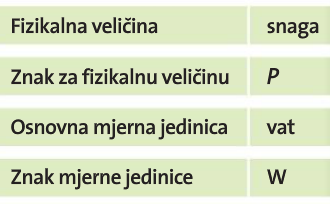 Fizikalna veličina snaga
Znak za fizikalnu veličinu P
Osnovna mjerna jedinica vat
Znak mjerne jedinice W